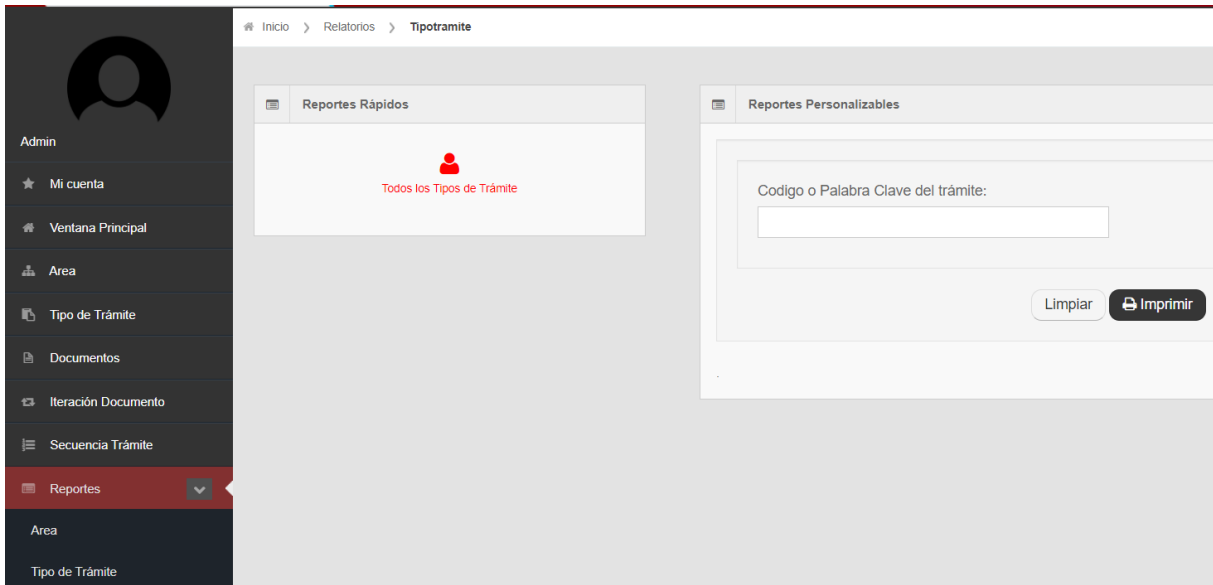 Inicio > Relatorios > Tipotramite
Admin
Mi cuenta
Ventana Principal
Area
Tipo de Trámite
Documentos
Iteración Documento
Secuencia Trámite
Reportes
Area
Tipo de Trámite
Reportes Rápidos
Todos los Tipos de Trámite
Reportes Personalizables
Codigo o Palabra Clave del trámite:
Limpiar Imprimir
.